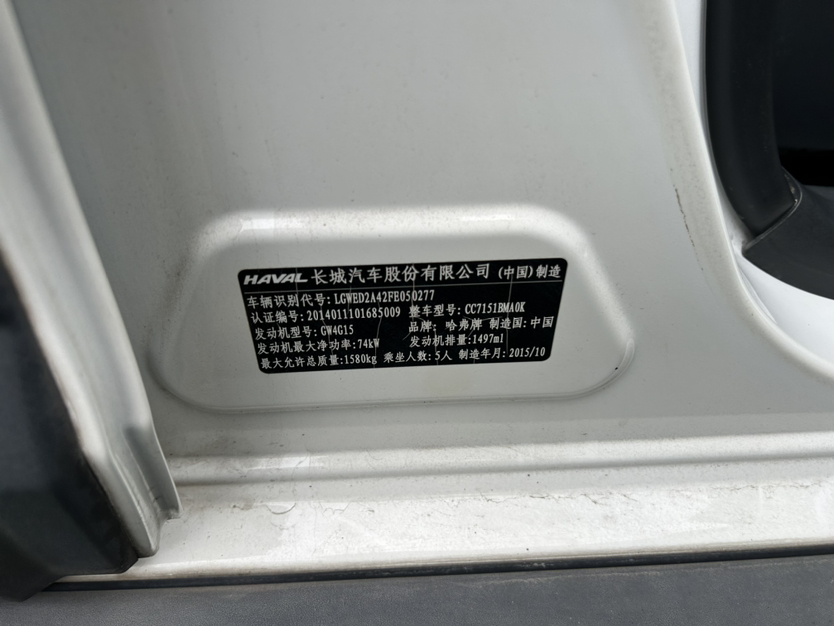 HAVAL 长城汽车股份有限公司 (中国)制造
车辆识别代号: LGWED2A42FE050277
认证编号: 2014011101685009 整车型号: CC7151BMA0K
发动机型号: GW4G15 品牌: 哈弗牌 制造国: 中国
发动机最大净功率: 74kW 发动机排量: 1497ml
最大允许总质量: 1580kg 乘坐人数: 5人 制造年月: 2015/10